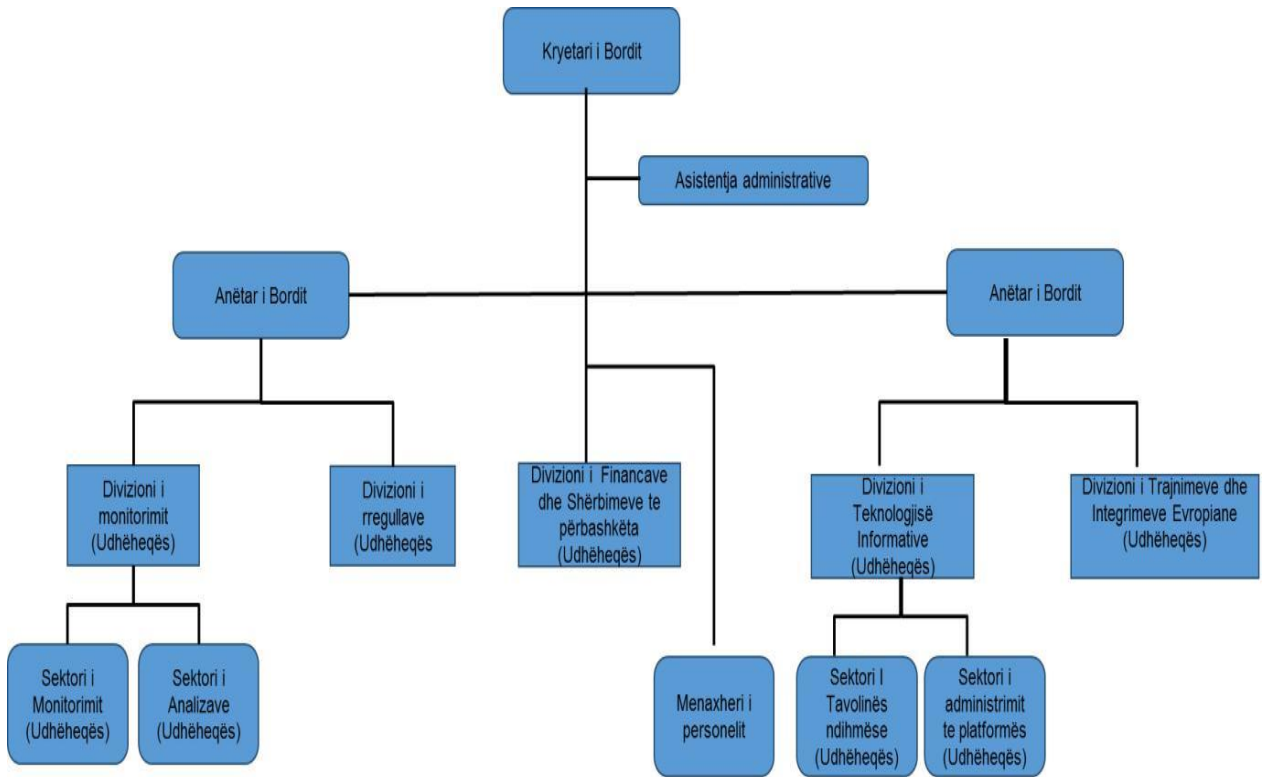 Kryetari i Bordit
Asistentja administrative
Anëtar i Bordit
Anëtar i Bordit
Divizioni i
monitorimit
(Udhëheqës)
Divizioni i
rregullave
(Udhëheqës
Divizioni i Financave
dhe Shërbimeve te
përbashkëta
(Udhëheqës)
Divizioni i
Teknologjisë
Informative
(Udhëheqës)
Divizioni i Trajnimeve dhe
Integrimeve Evropiane
(Udhëheqës)
Sektori i
Monitorimit
(Udhëheqës)
Sektori i
Analizave
(Udhëheqës)
Menaxheri i
personelit
Sektori I
Tavolinës
ndihmëse
(Udhëheqës)
Sektori i
administrimit
te platformës
(Udhëheqës)